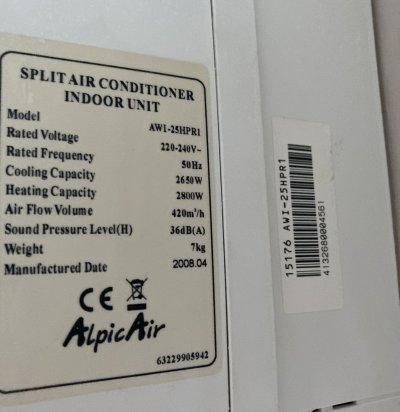 SPLIT AIR CONDITIONER
INDOOR UNIT
Model AWI-25HPR1
Rated Voltage 220-240V~
Rated Frequency 50Hz
Cooling Capacity 2650W
Heating Capacity 2800W
Air Flow Volume 420m³/h
Sound Pressure Level(H) 36dB(A)
Weight 7kg
Manufactured Date 2008.04
CE
AlpicAir
63229905942
15176 AWI-25HPR1
4132680004561